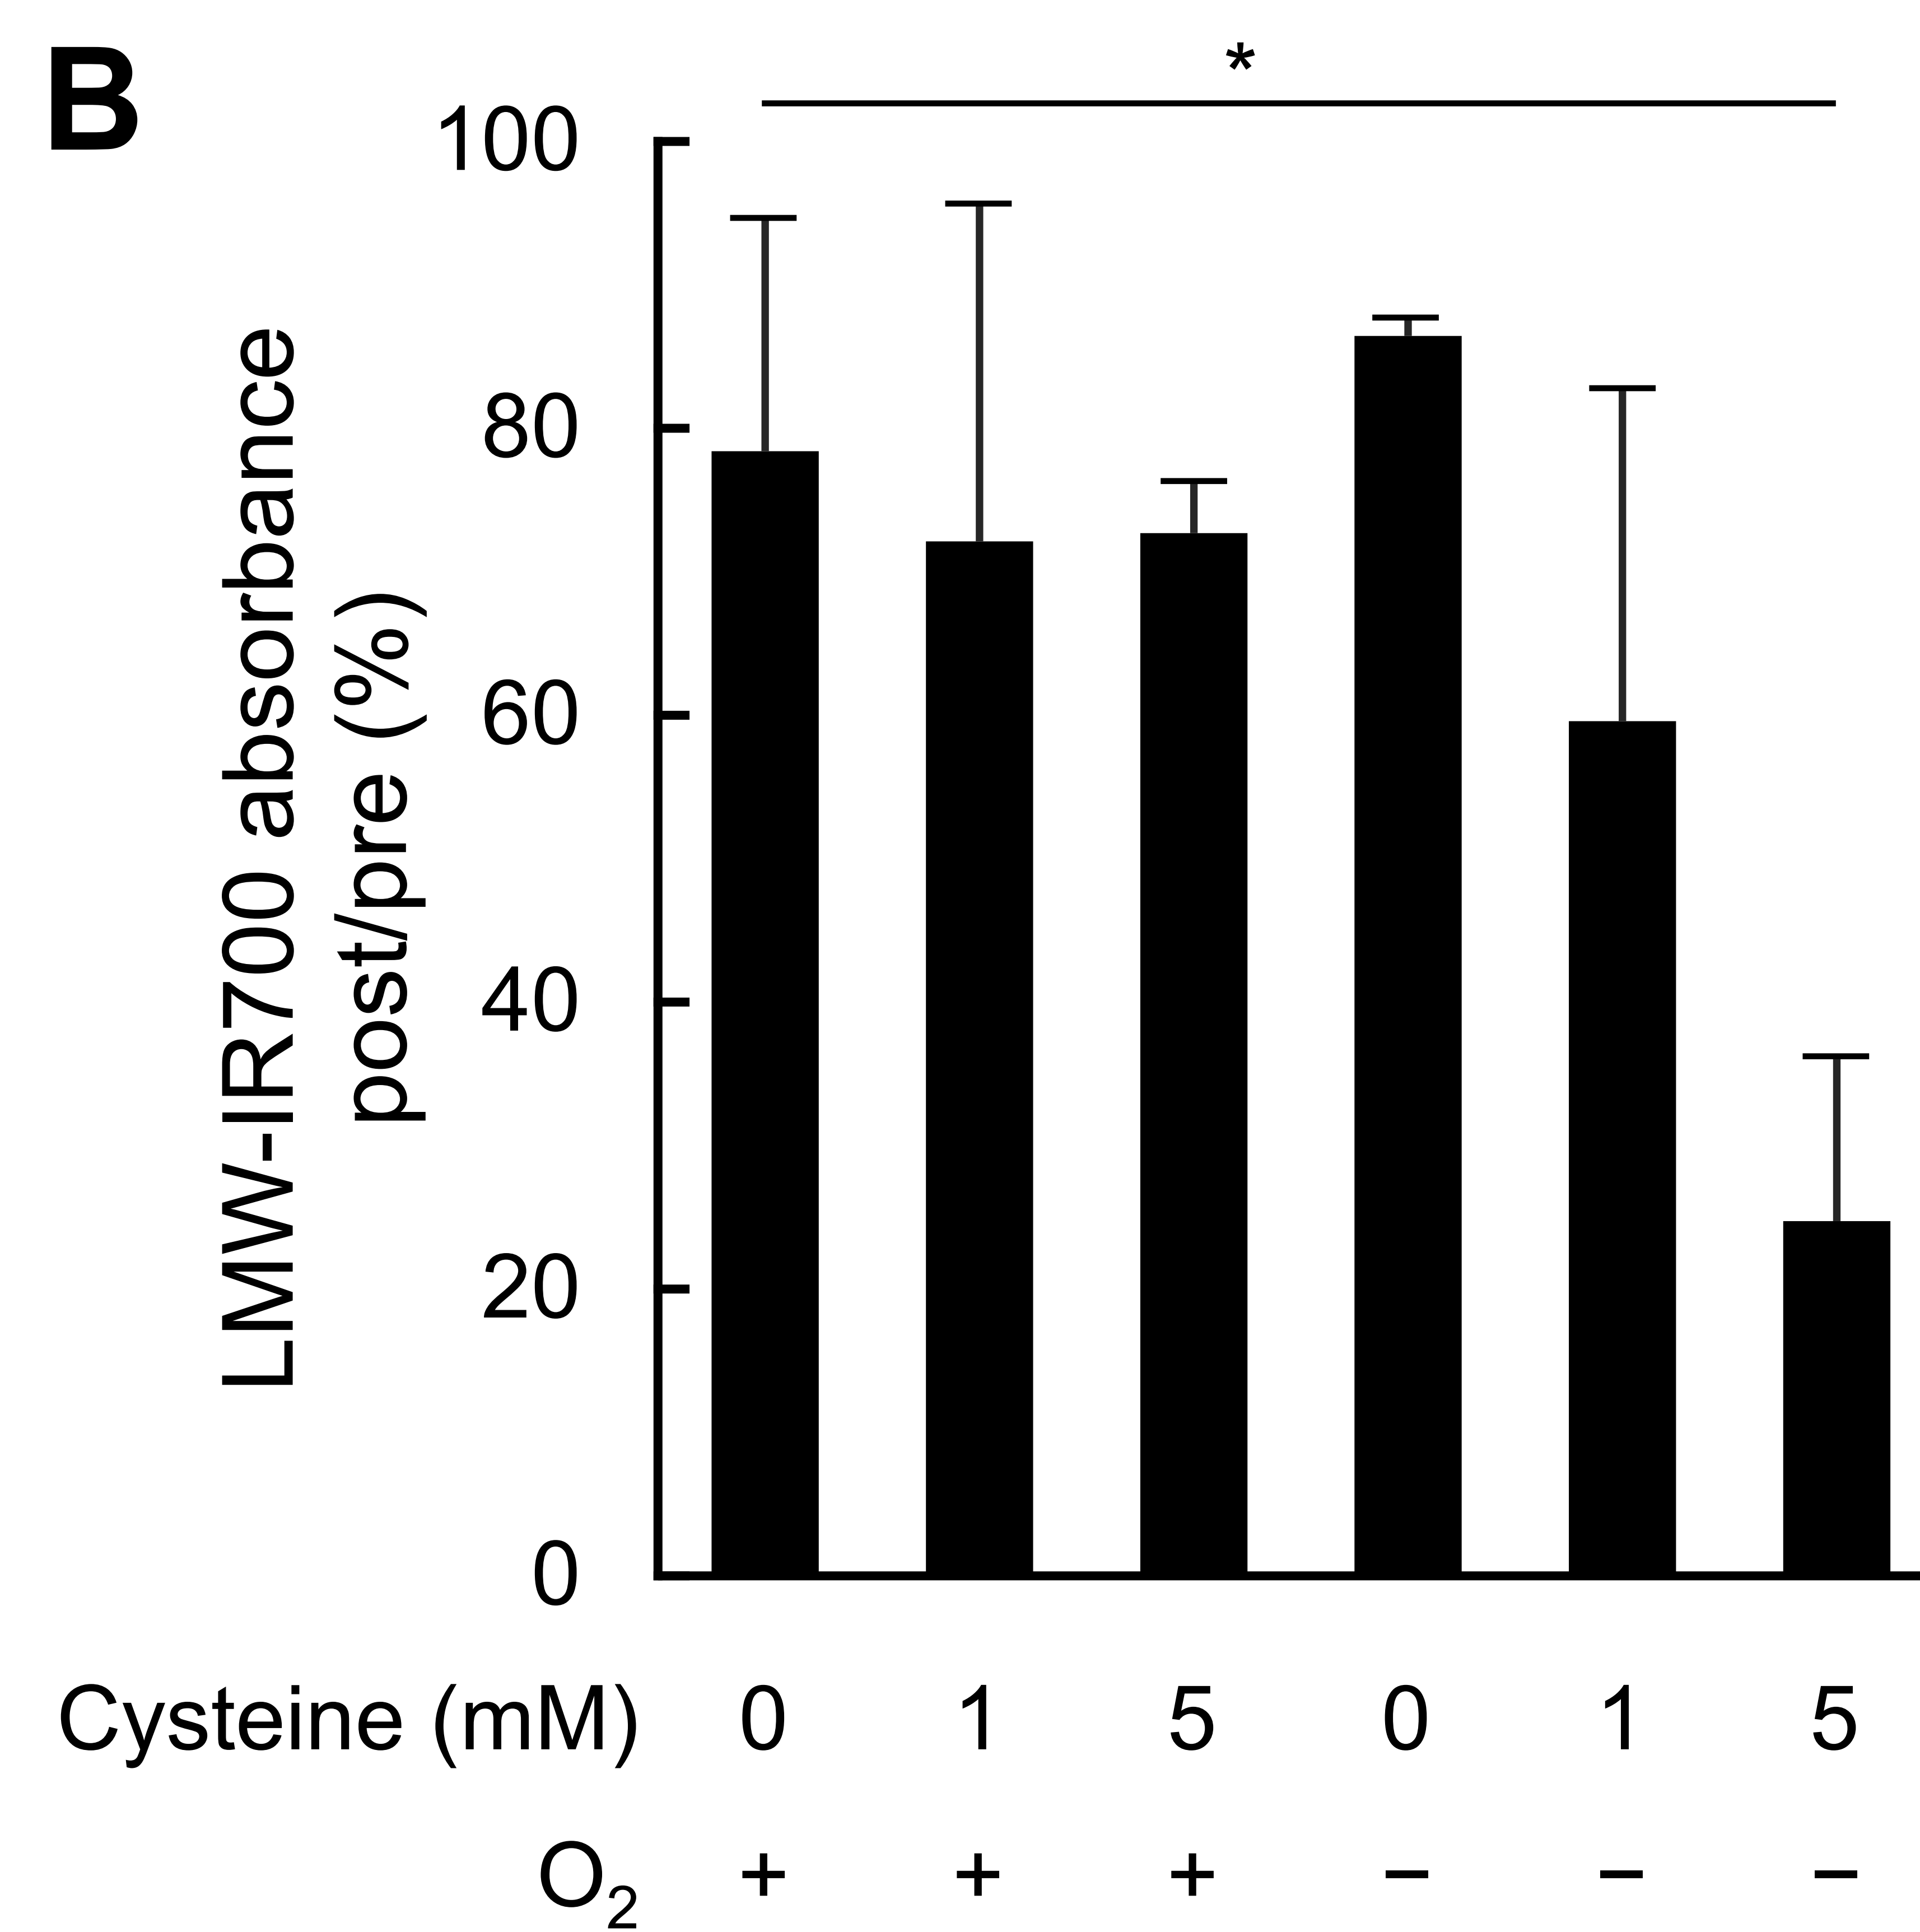 B
*
LMW-IR700 absorbance
post/pre (%)
100
80
60
40
20
0
Cysteine (mM) 0 1 5 0 1 5
O₂ + + + − − −